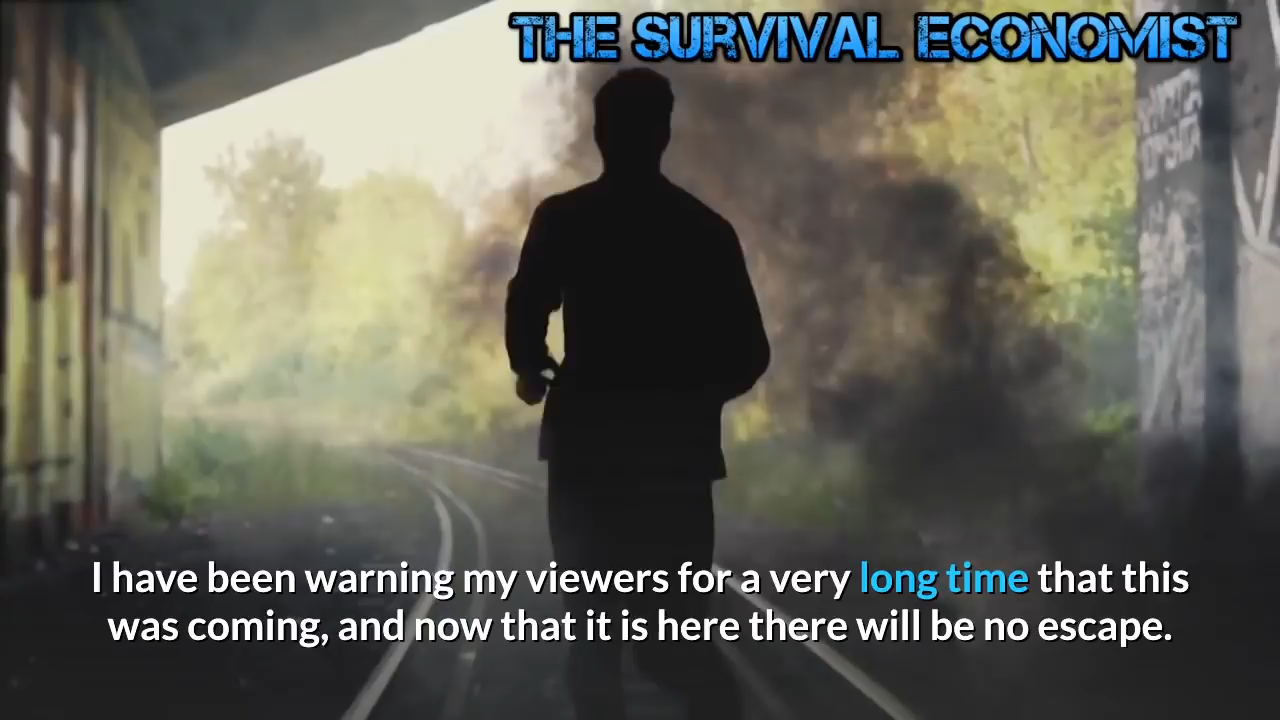 THE SURVIVAL ECONOMIST
I have been warning my viewers for a very long time that this
was coming, and now that it is here there will be no escape.